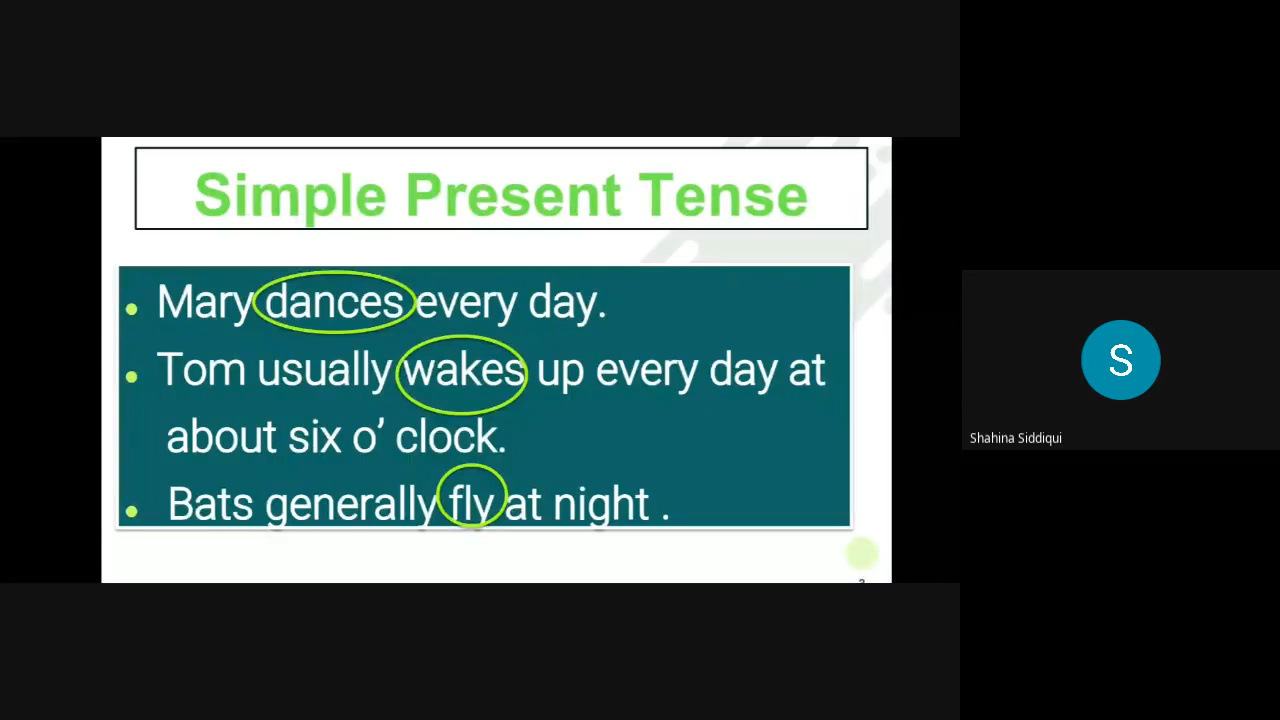 Simple Present Tense
• Mary dances every day.
• Tom usually wakes up every day at
about six o’ clock.
• Bats generally fly at night .
S
Shahina Siddiqui